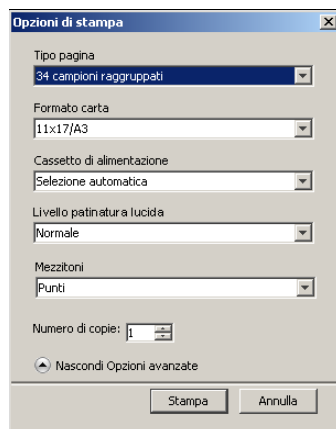 Opzioni di stampa
Tipo pagina
34 campioni raggruppati
Formato carta
11x17/A3
Cassetto di alimentazione
Selezione automatica
Livello patinatura lucida
Normale
Mezzitoni
Punti
Numero di copie: 1
Nascondi Opzioni avanzate
Stampa Annulla